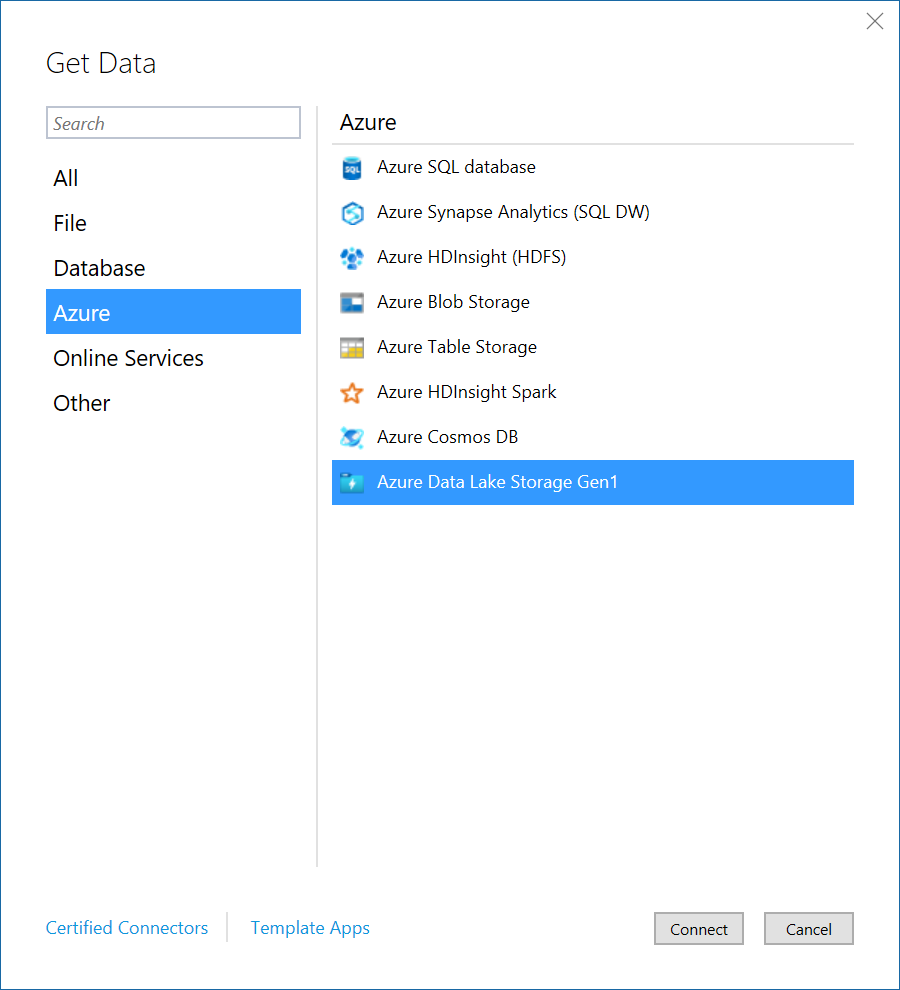 Get Data
Search
All
File
Database
Azure
Online Services
Other
Azure
SQL
Azure SQL database
Azure Synapse Analytics (SQL DW)
Azure HDInsight (HDFS)
Azure Blob Storage
Azure Table Storage
Azure HDInsight Spark
Azure Cosmos DB
Azure Data Lake Storage Gen1
Certified Connectors
Template Apps
Connect
Cancel